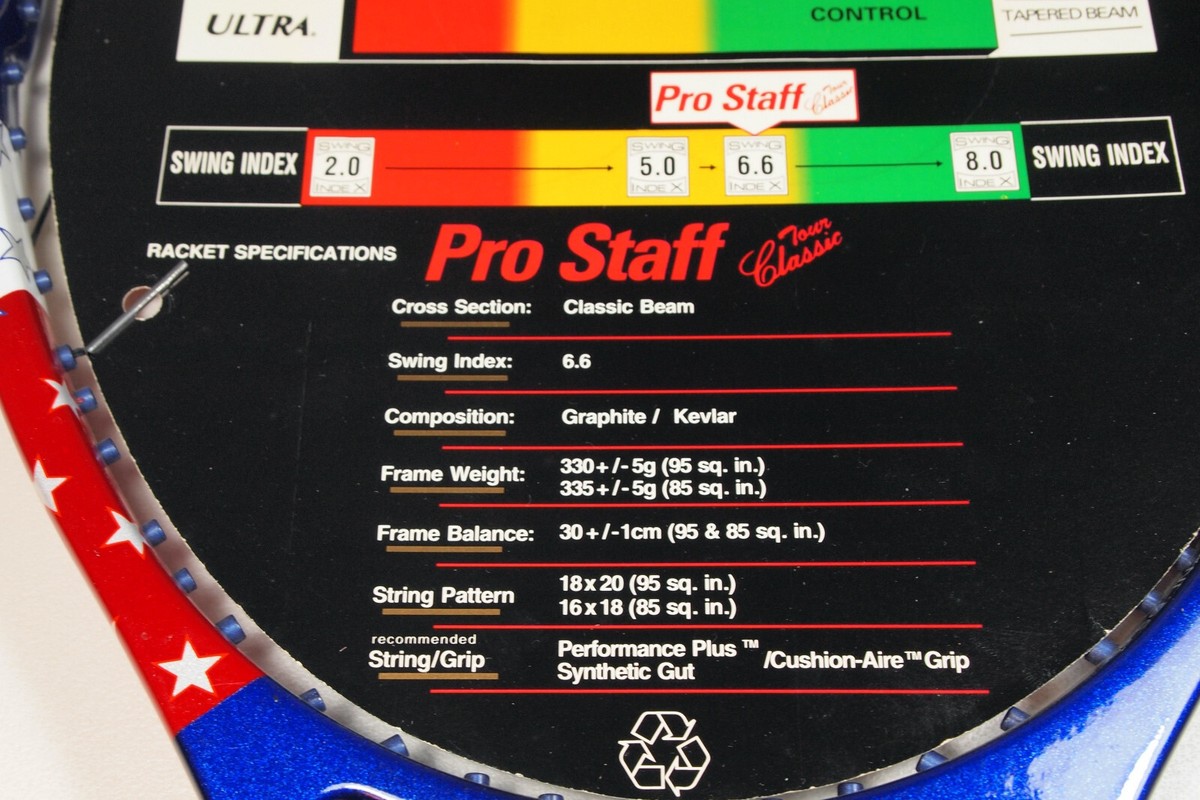 ULTRA.
CONTROL
TAPERED BEAM
Pro Staff Tour Classic
SWING INDEX
SWING INDEX 2.0
SWING INDEX 5.0
SWING INDEX 6.6
SWING INDEX 8.0
SWING INDEX
RACKET SPECIFICATIONS
Pro Staff Tour Classic
Cross Section: Classic Beam
Swing Index: 6.6
Composition: Graphite / Kevlar
Frame Weight: 330+/-5g (95 sq. in.)
335+/-5g (85 sq. in.)
Frame Balance: 30+/-1cm (95 & 85 sq. in.)
String Pattern 18x20 (95 sq. in.)
16x18 (85 sq. in.)
recommended
String/Grip Performance Plus™ Synthetic Gut /Cushion-Aire™ Grip